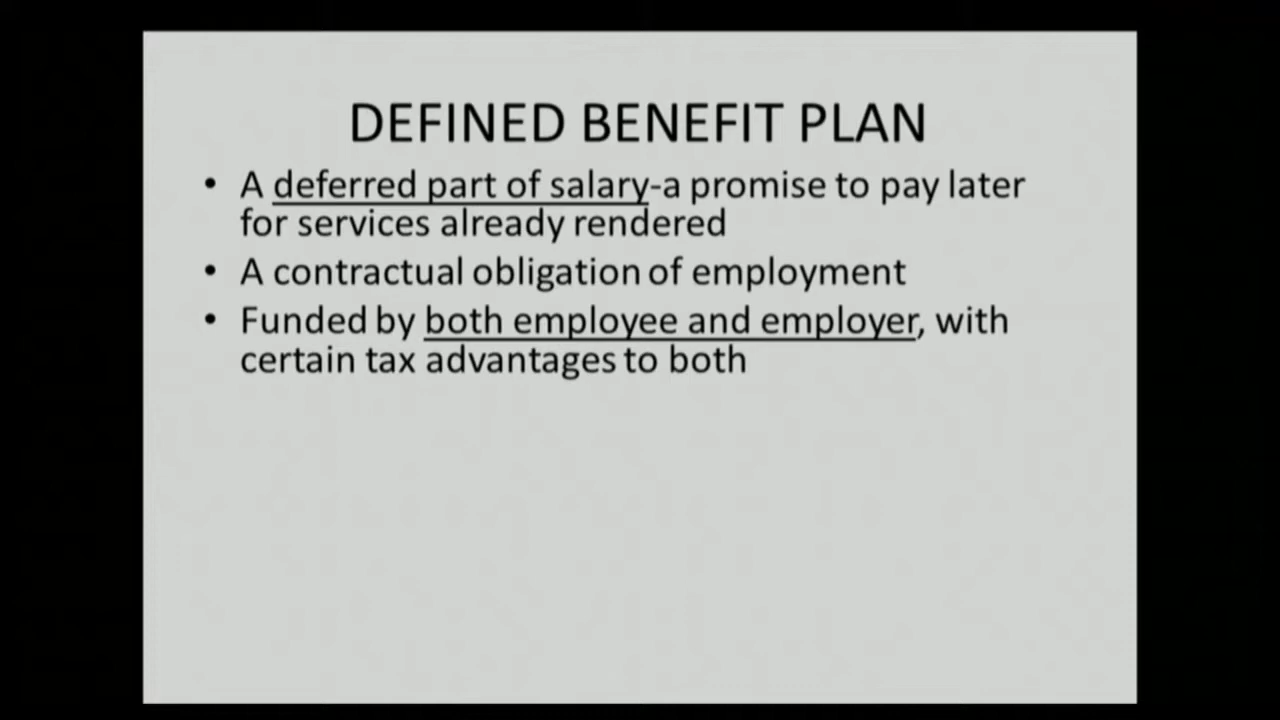 DEFINED BENEFIT PLAN
• A deferred part of salary-a promise to pay later
for services already rendered
• A contractual obligation of employment
• Funded by both employee and employer, with
certain tax advantages to both